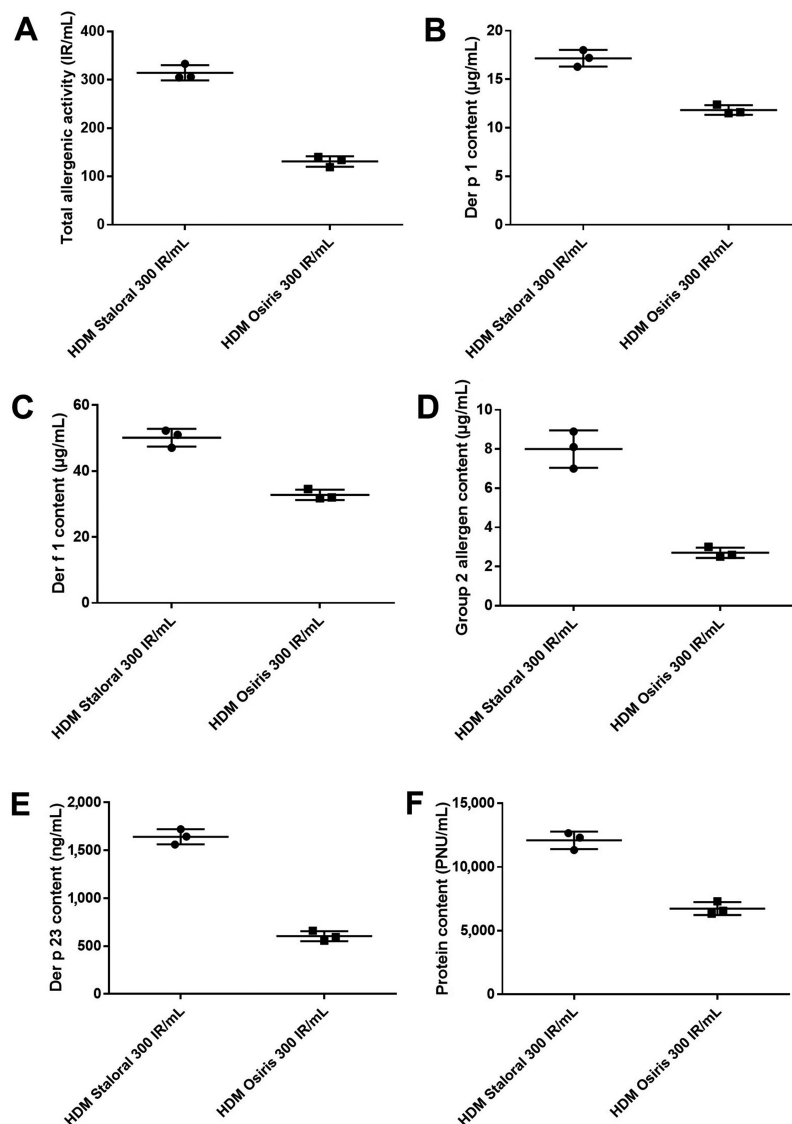 A
Total allergenic activity (IR/mL)
400
300
200
100
0
HDM Staloral 300 IR/mL
HDM Osiris 300 IR/mL
B
Der p 1 content (µg/mL)
20
15
10
5
0
HDM Staloral 300 IR/mL
HDM Osiris 300 IR/mL
C
Der f 1 content (µg/mL)
60
40
20
0
HDM Staloral 300 IR/mL
HDM Osiris 300 IR/mL
D
Group 2 allergen content (µg/mL)
10
8
6
4
2
0
HDM Staloral 300 IR/mL
HDM Osiris 300 IR/mL
E
Der p 23 content (ng/mL)
2,000
1,500
1,000
500
0
HDM Staloral 300 IR/mL
HDM Osiris 300 IR/mL
F
Protein content (PNU/mL)
15,000
10,000
5,000
0
HDM Staloral 300 IR/mL
HDM Osiris 300 IR/mL